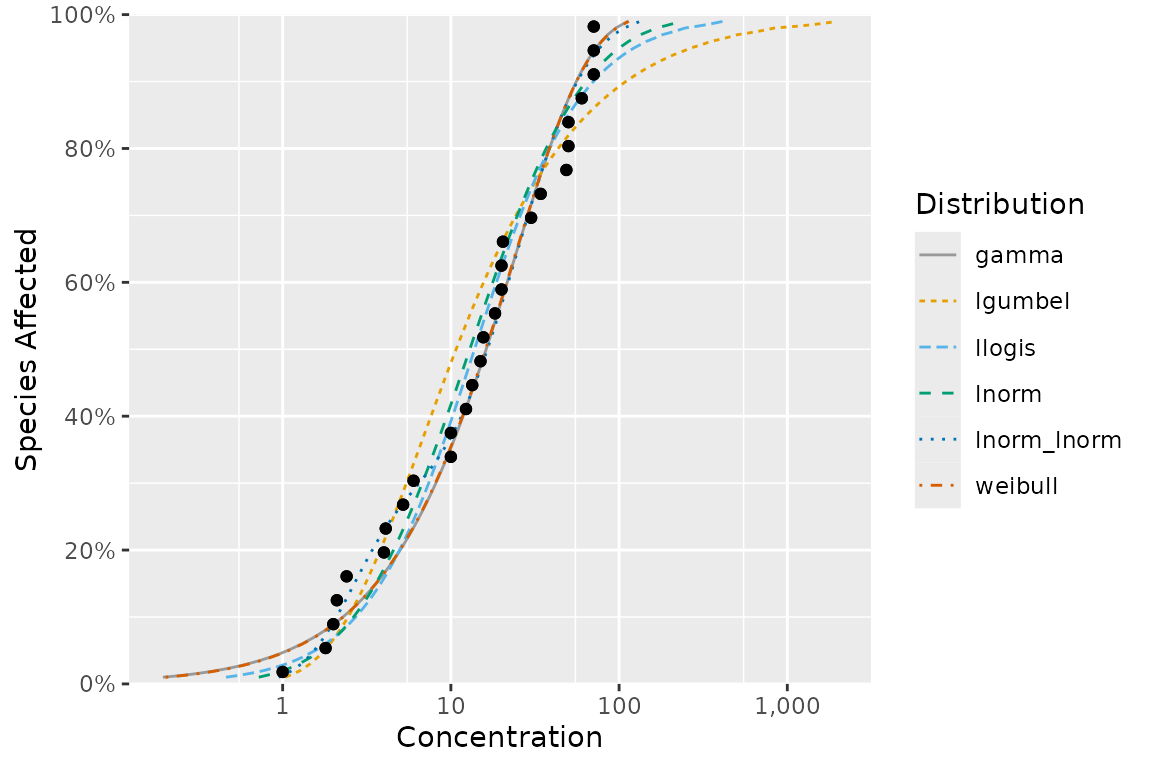 100%
80%
60%
40%
20%
0%
Species Affected
1
10
100
1,000
Concentration
Distribution
gamma
lgumbel
llogis
lnorm
lnorm_lnorm
weibull